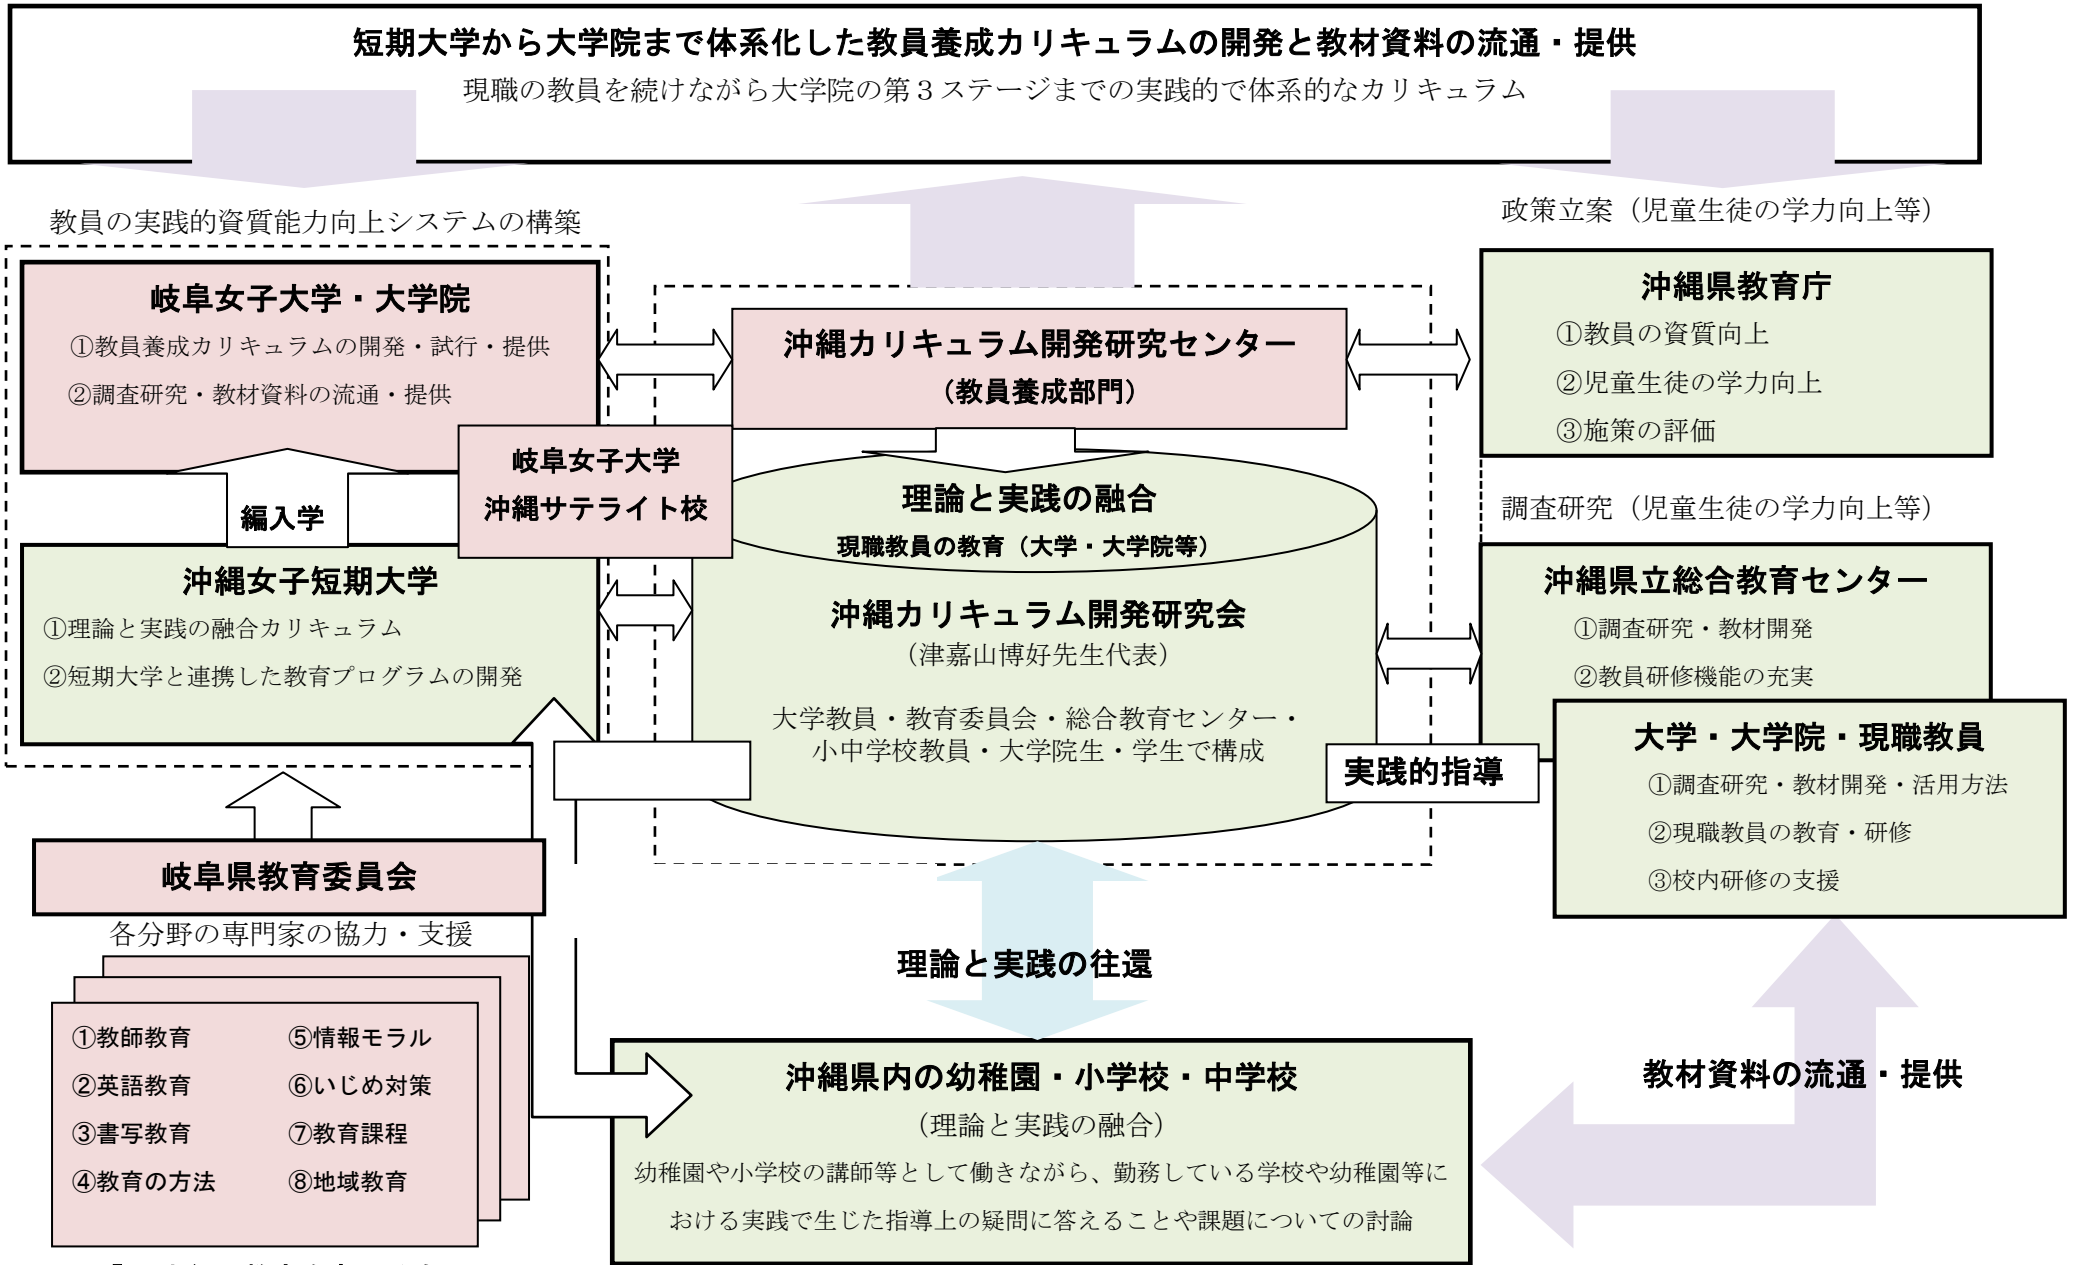 短期大学から大学院まで体系化した教員養成カリキュラムの開発と教材資料の流通・提供
現職の教員を続けながら大学院の第３ステージまでの実践的で体系的なカリキュラム
教員の実践的資質能力向上システムの構築
岐阜女子大学・大学院
①教員養成カリキュラムの開発・試行・提供
②調査研究・教材資料の流通・提供
岐阜女子大学
沖縄サテライト校
編入学
沖縄女子短期大学
①理論と実践の融合カリキュラム
②短期大学と連携した教育プログラムの開発
沖縄カリキュラム開発研究センター
（教員養成部門）
理論と実践の融合
現職教員の教育（大学・大学院等）
沖縄カリキュラム開発研究会
（津嘉山博好先生代表）
大学教員・教育委員会・総合教育センター・
小中学校教員・大学院生・学生で構成
政策立案（児童生徒の学力向上等）
沖縄県教育庁
①教員の資質向上
②児童生徒の学力向上
③施策の評価
調査研究（児童生徒の学力向上等）
沖縄県立総合教育センター
①調査研究・教材開発
②教員研修機能の充実
実践的指導
大学・大学院・現職教員
①調査研究・教材開発・活用方法
②現職教員の教育・研修
③校内研修の支援
岐阜県教育委員会
各分野の専門家の協力・支援
①教師教育
②英語教育
③書写教育
④教育の方法
⑤情報モラル
⑥いじめ対策
⑦教育課程
⑧地域教育
理論と実践の往還
教材資料の流通・提供
沖縄県内の幼稚園・小学校・中学校
（理論と実践の融合）
幼稚園や小学校の講師等として働きながら、勤務している学校や幼稚園等に
おける実践で生じた指導上の疑問に答えることや課題についての討論